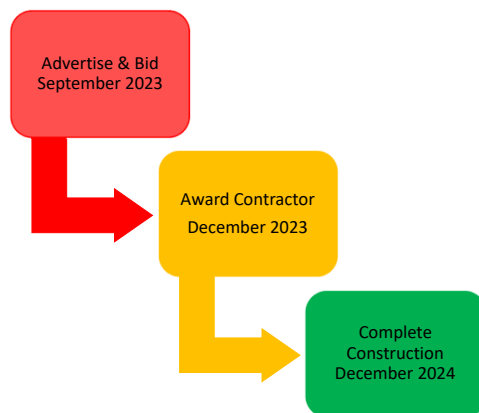 Advertise & Bid
September 2023
Award Contractor
December 2023
Complete
Construction
December 2024